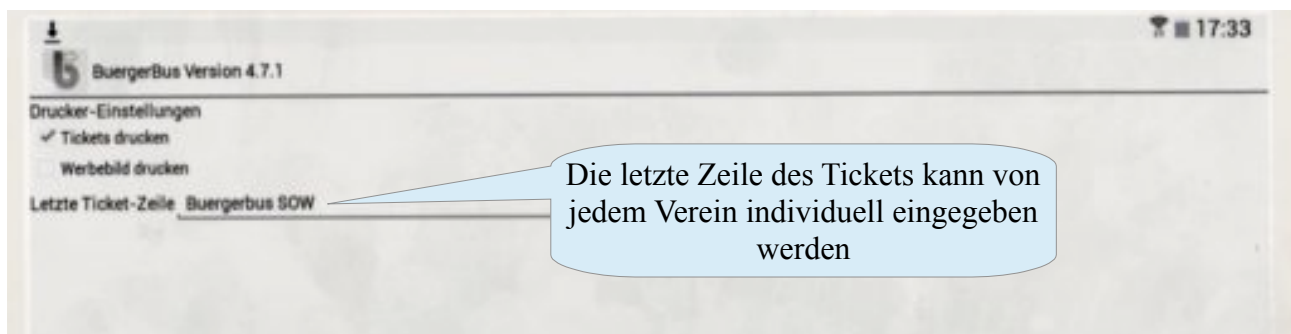 17:33
BuergerBus Version 4.7.1
Drucker-Einstellungen
Tickets drucken
Werbebild drucken
Letzte Ticket-Zeile Buergerbus SOW
Die letzte Zeile des Tickets kann von
jedem Verein individuell eingegeben
werden